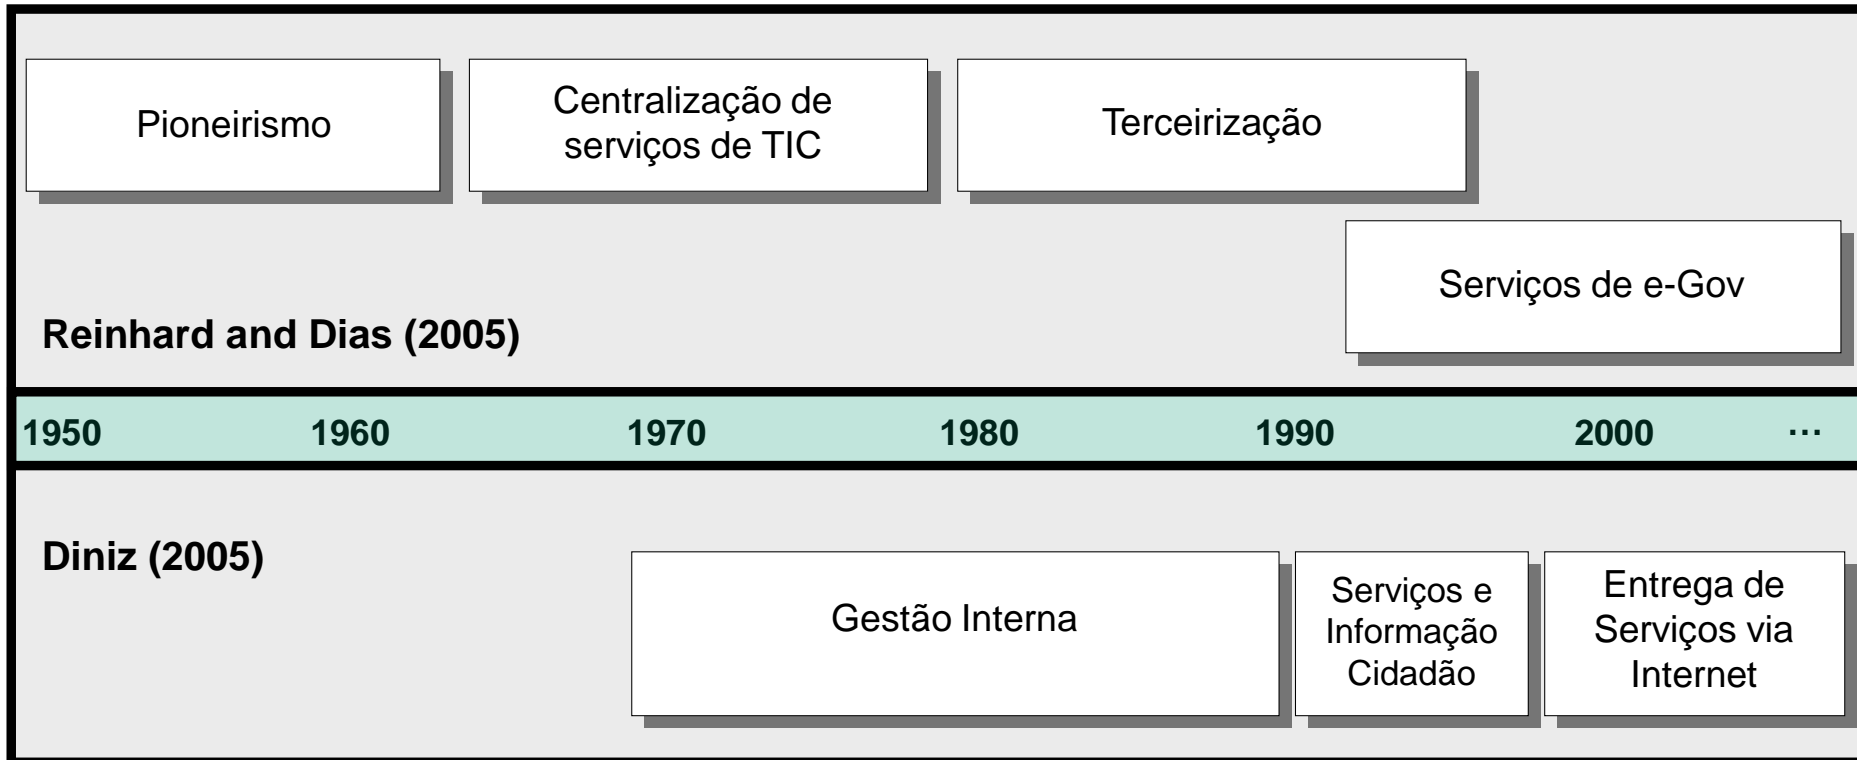 Pioneirismo
Centralização de
serviços de TIC
Terceirização
Serviços de e-Gov
Reinhard and Dias (2005)
1950 1960 1970 1980 1990 2000 ...
Diniz (2005)
Gestão Interna
Serviços e
Informação
Cidadão
Entrega de
Serviços via
Internet